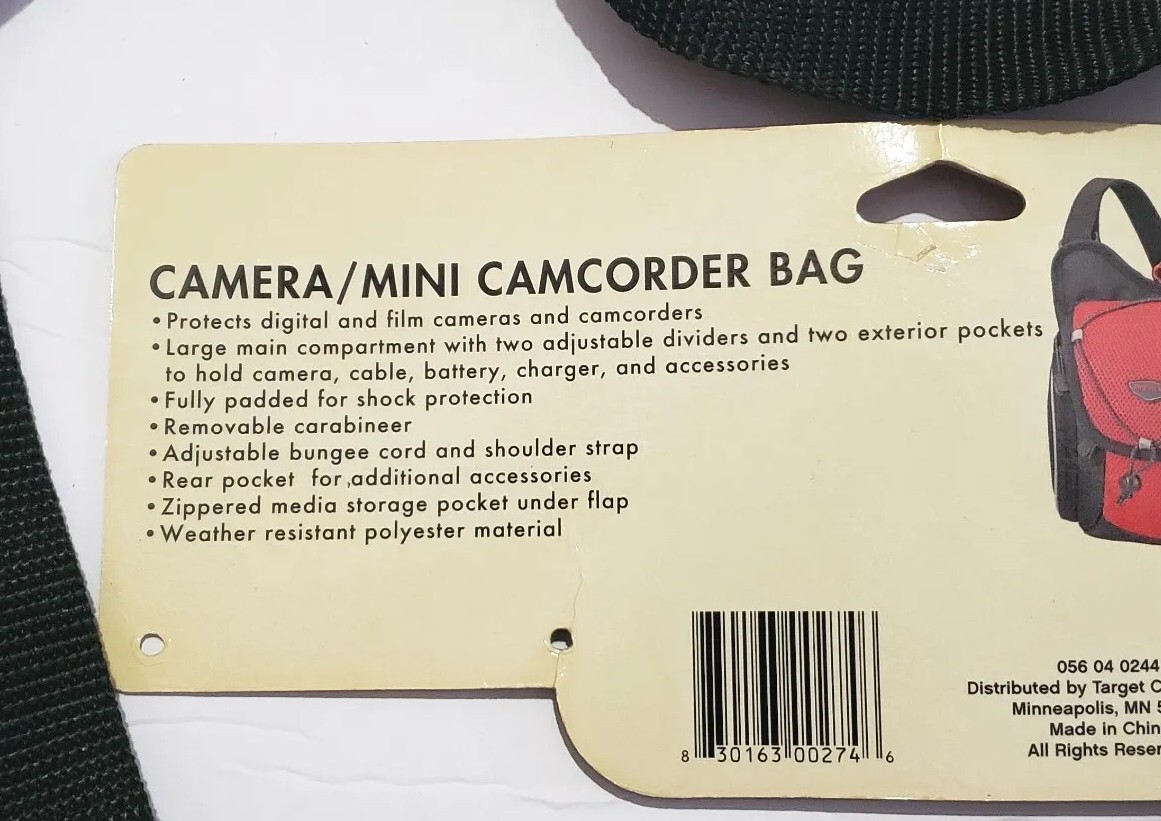 CAMERA/MINI CAMCORDER BAG
• Protects digital and film cameras and camcorders
• Large main compartment with two adjustable dividers and two exterior pockets
to hold camera, cable, battery, charger, and accessories
• Fully padded for shock protection
• Removable carabineer
• Adjustable bungee cord and shoulder strap
• Rear pocket for ,additional accessories
• Zippered media storage pocket under flap
• Weather resistant polyester material
8 30163 00274 6
056 04 0244
Distributed by Target C
Minneapolis, MN 5
Made in Chin
All Rights Reser